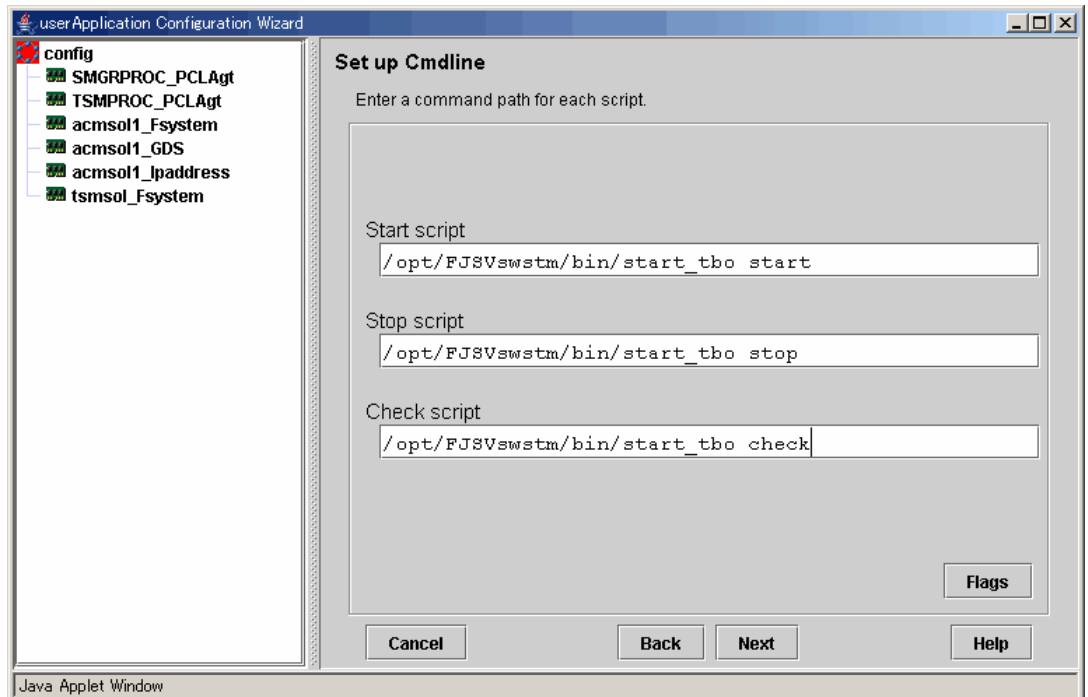 userApplication Configuration Wizard
config
SMGRPROC_PCLAgt
TSMPROC_PCLAgt
acmsol1_Fsystem
acmsol1_GDS
acmsol1_Ipaddress
tsmsol_Fsystem
Set up Cmdline
Enter a command path for each script.
Start script
/opt/FJSVswstm/bin/start_tbo start
Stop script
/opt/FJSVswstm/bin/start_tbo stop
Check script
/opt/FJSVswstm/bin/start_tbo check
Flags
Cancel Back Next Help
Java Applet Window